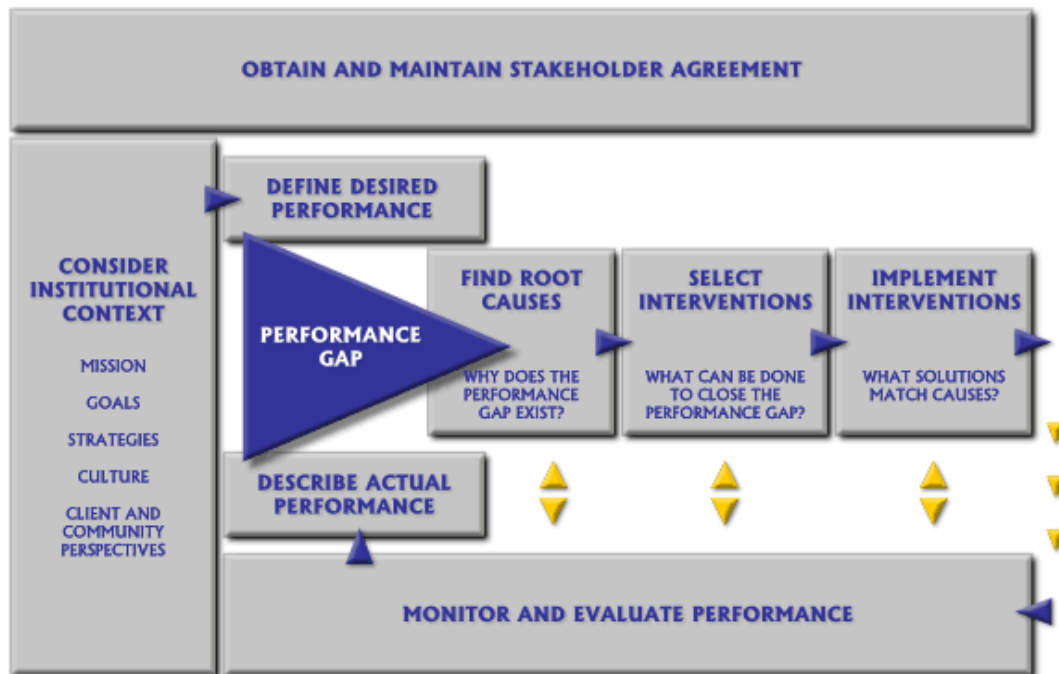 OBTAIN AND MAINTAIN STAKEHOLDER AGREEMENT
CONSIDER
INSTITUTIONAL
CONTEXT
MISSION
GOALS
STRATEGIES
CULTURE
CLIENT AND
COMMUNITY
PERSPECTIVES
DEFINE DESIRED
PERFORMANCE
PERFORMANCE
GAP
DESCRIBE ACTUAL
PERFORMANCE
FIND ROOT
CAUSES
WHY DOES THE
PERFORMANCE
GAP EXIST?
SELECT
INTERVENTIONS
WHAT CAN BE DONE
TO CLOSE THE
PERFORMANCE GAP?
IMPLEMENT
INTERVENTIONS
WHAT SOLUTIONS
MATCH CAUSES?
MONITOR AND EVALUATE PERFORMANCE